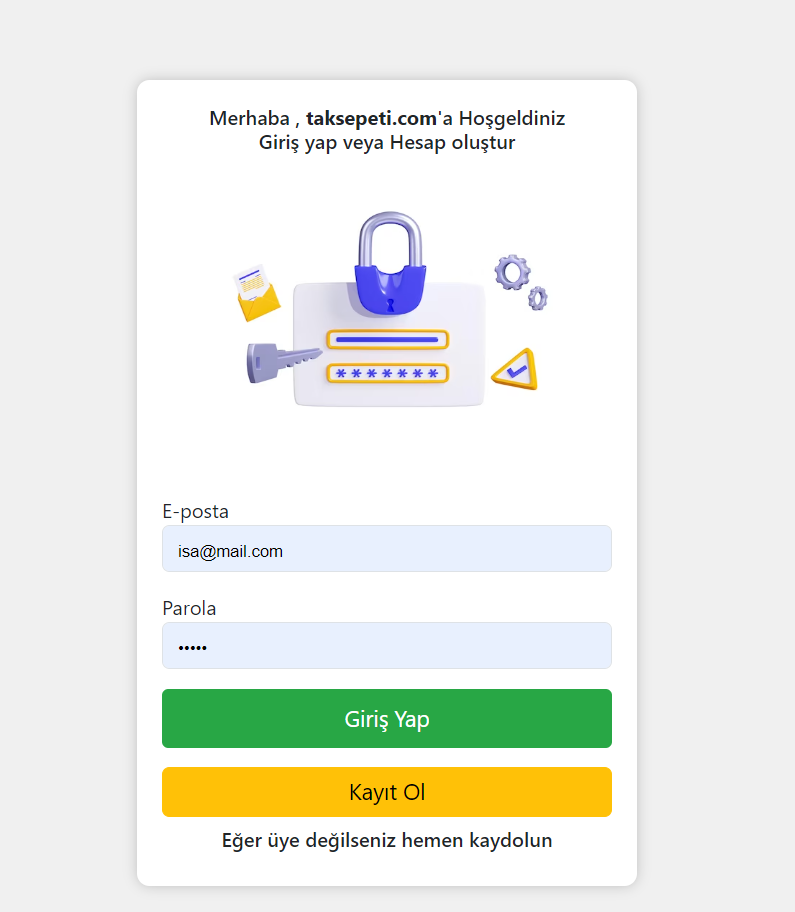 Merhaba , taksepeti.com'a Hoşgeldiniz
Giriş yap veya Hesap oluştur
*******
E-posta
isa@mail.com
Parola
•••••
Giriş Yap
Kayıt Ol
Eğer üye değilseniz hemen kaydolun